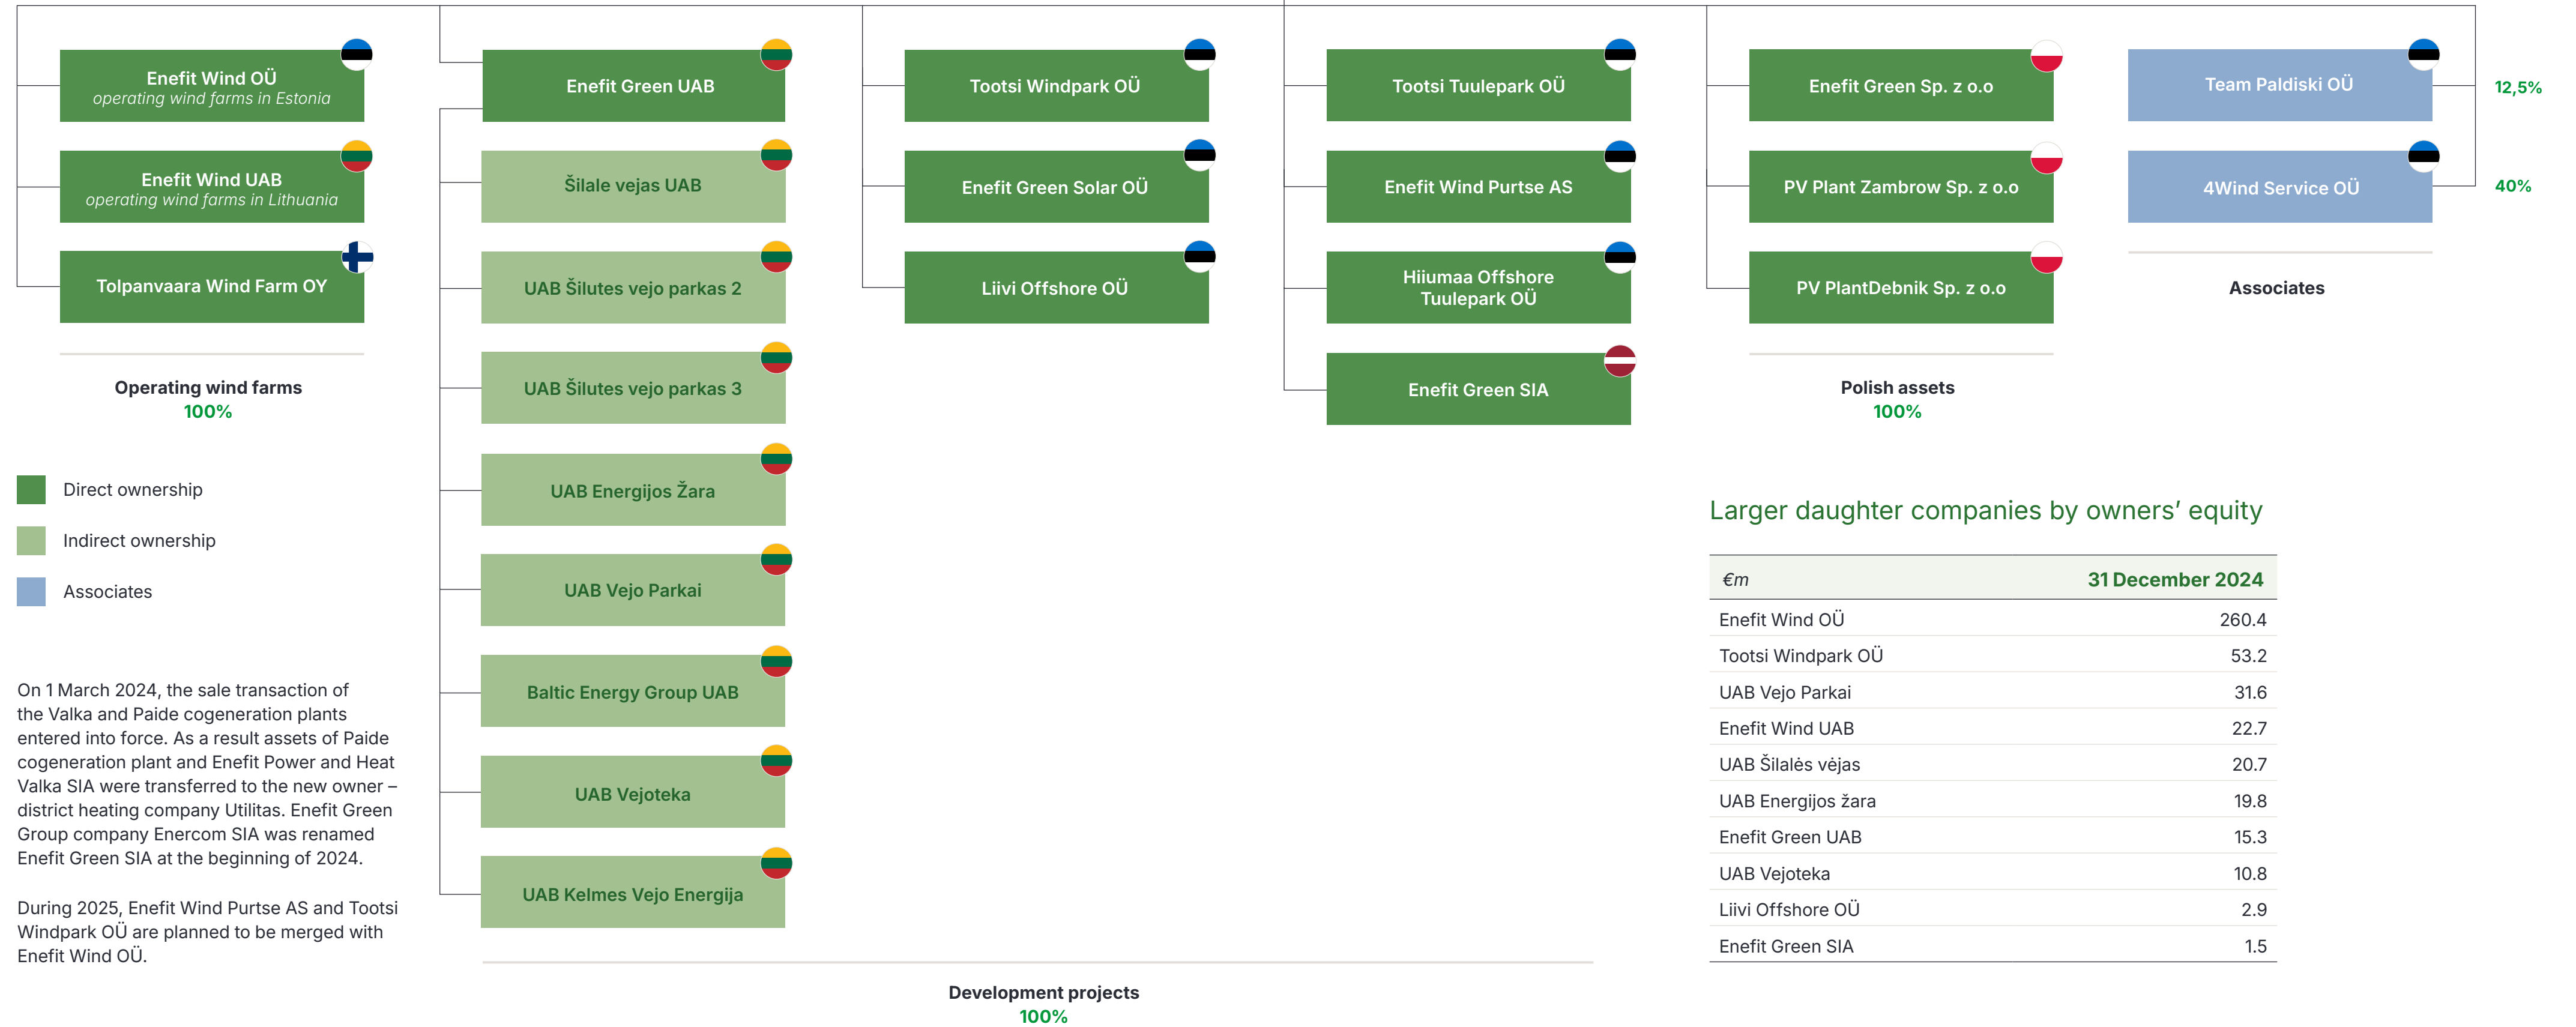 Enefit Wind OÜ
operating wind farms in Estonia
Enefit Wind UAB
operating wind farms in Lithuania
Tolpanvaara Wind Farm OY
Operating wind farms
100%
Enefit Green UAB
Šilale vejas UAB
UAB Šilutes vejo parkas 2
UAB Šilutes vejo parkas 3
UAB Energijos Žara
UAB Vejo Parkai
Baltic Energy Group UAB
UAB Vejoteka
UAB Kelmes Vejo Energija
Tootsi Windpark OÜ
Enefit Green Solar OÜ
Liivi Offshore OÜ
Tootsi Tuulepark OÜ
Enefit Wind Purtse AS
Hiiumaa Offshore
Tuulepark OÜ
Enefit Green SIA
Development projects
100%
Enefit Green Sp. z o.o
PV Plant Zambrow Sp. z o.o
PV PlantDebnik Sp. z o.o
Polish assets
100%
Team Paldiski OÜ
12,5%
4Wind Service OÜ
40%
Associates
Direct ownership
Indirect ownership
Associates
On 1 March 2024, the sale transaction of
the Valka and Paide cogeneration plants
entered into force. As a result assets of Paide
cogeneration plant and Enefit Power and Heat
Valka SIA were transferred to the new owner –
district heating company Utilitas. Enefit Green
Group company Enercom SIA was renamed
Enefit Green SIA at the beginning of 2024.
During 2025, Enefit Wind Purtse AS and Tootsi
Windpark OÜ are planned to be merged with
Enefit Wind OÜ.
Larger daughter companies by owners’ equity
€m 31 December 2024
Enefit Wind OÜ 260.4
Tootsi Windpark OÜ 53.2
UAB Vejo Parkai 31.6
Enefit Wind UAB 22.7
UAB Šilalės vėjas 20.7
UAB Energijos žara 19.8
Enefit Green UAB 15.3
UAB Vejoteka 10.8
Liivi Offshore OÜ 2.9
Enefit Green SIA 1.5